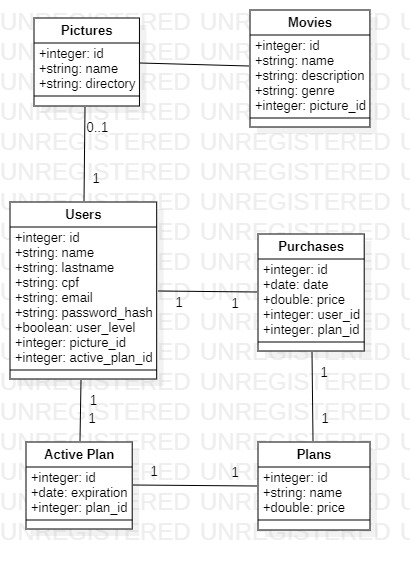 Pictures
+integer: id
+string: name
+string: directory
Movies
+integer: id
+string: name
+string: description
+string: genre
+integer: picture_id
0..1
1
Users
+integer: id
+string: name
+string: lastname
+string: cpf
+string: email
+string: password_hash
+boolean: user_level
+integer: picture_id
+integer: active_plan_id
1
1
Purchases
+integer: id
+date: date
+double: price
+integer: user_id
+integer: plan_id
1
1
1
1
Active Plan
+integer: id
+date: expiration
+integer: plan_id
1
1
Plans
+integer: id
+string: name
+double: price
UNREGISTERED UNREGISTERED